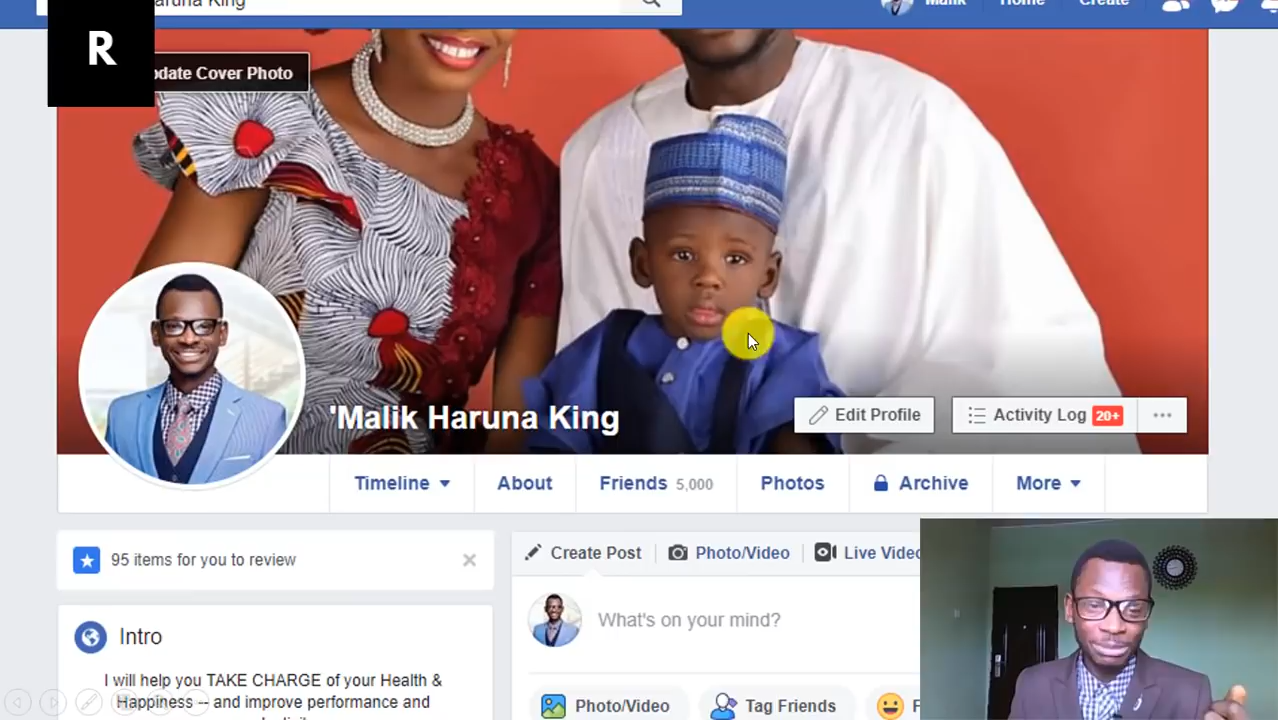 Haruna King
Malik
Home
Create
R
Update Cover Photo
'Malik Haruna King
Edit Profile
Activity Log 20+
Timeline
About
Friends 5,000
Photos
Archive
More
95 items for you to review
Create Post
Photo/Video
Live Video
What's on your mind?
Intro
I will help you TAKE CHARGE of your Health &
Happiness -- and improve performance and
Photo/Video
Tag Friends
F